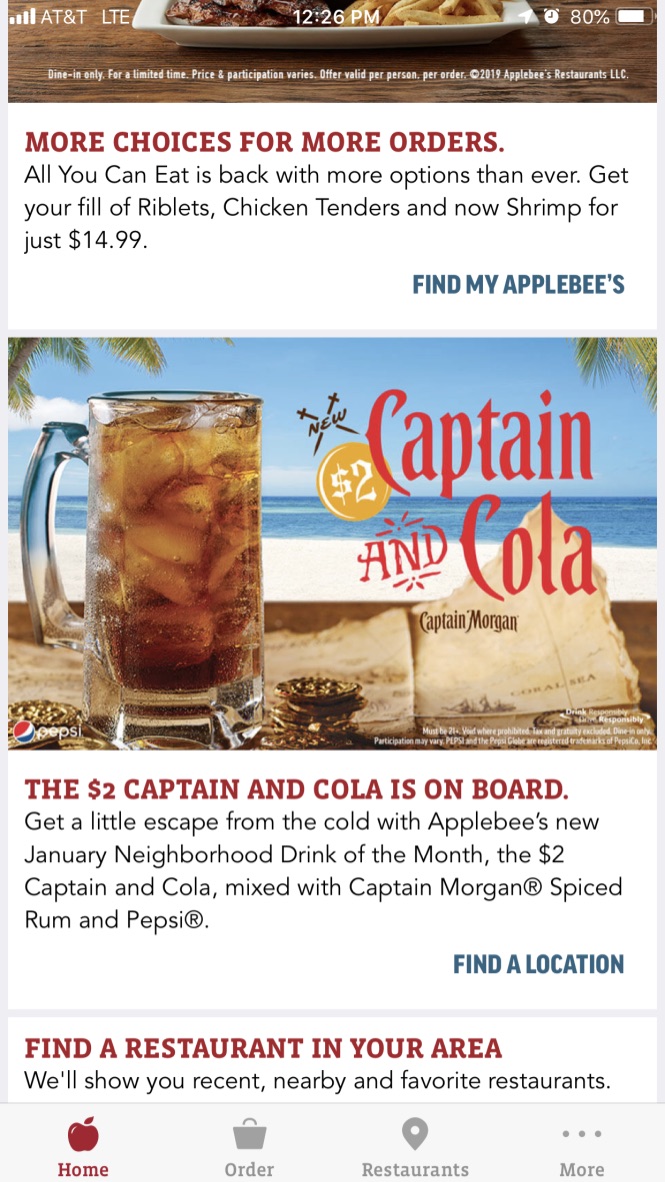 AT&T LTE 12:26 PM 80%
Dine-in only. For a limited time. Price & participation varies. Offer valid per person, per order. ©2019 Applebee's Restaurants LLC.
MORE CHOICES FOR MORE ORDERS.
All You Can Eat is back with more options than ever. Get
your fill of Riblets, Chicken Tenders and now Shrimp for
just $14.99.
FIND MY APPLEBEE'S
NEW
$2
Captain
AND Cola
Captain Morgan
CORAL SEA
Drink Responsibly
Drive Responsibly
pepsi
Must be 21+. Void where prohibited. Tax and gratuity excluded. Dine-in only.
Participation may vary. PEPSI and the Pepsi Globe are registered trademarks of PepsiCo, Inc.
THE $2 CAPTAIN AND COLA IS ON BOARD.
Get a little escape from the cold with Applebee's new
January Neighborhood Drink of the Month, the $2
Captain and Cola, mixed with Captain Morgan® Spiced
Rum and Pepsi®.
FIND A LOCATION
FIND A RESTAURANT IN YOUR AREA
We'll show you recent, nearby and favorite restaurants.
Home Order Restaurants More